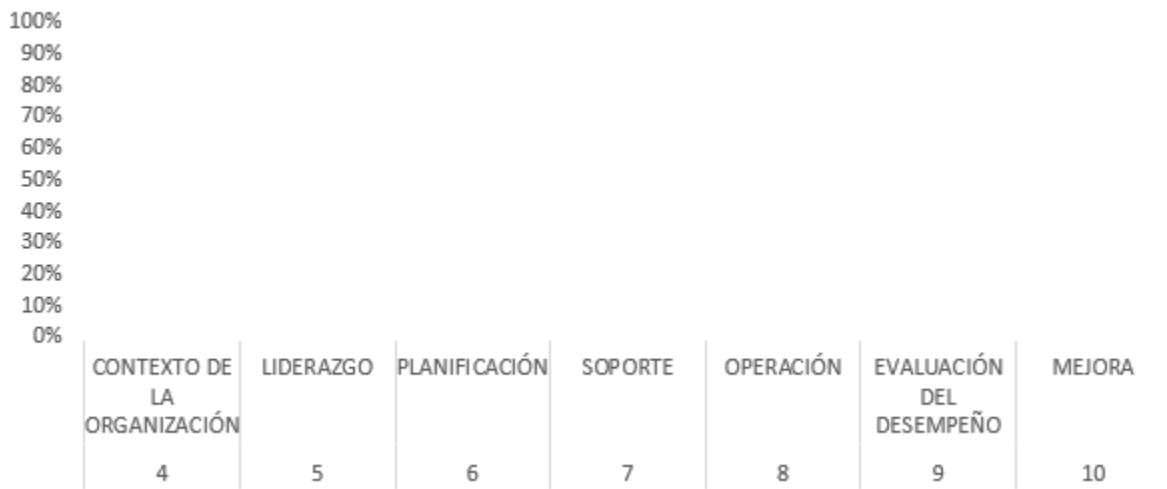 100%
90%
80%
70%
60%
50%
40%
30%
20%
10%
0%
CONTEXTO DE LIDERAZGO PLANIFICACIÓN SOPORTE OPERACIÓN EVALUACIÓN MEJORA
LA DEL
ORGANIZACIÓN DESEMPEÑO
4 5 6 7 8 9 10